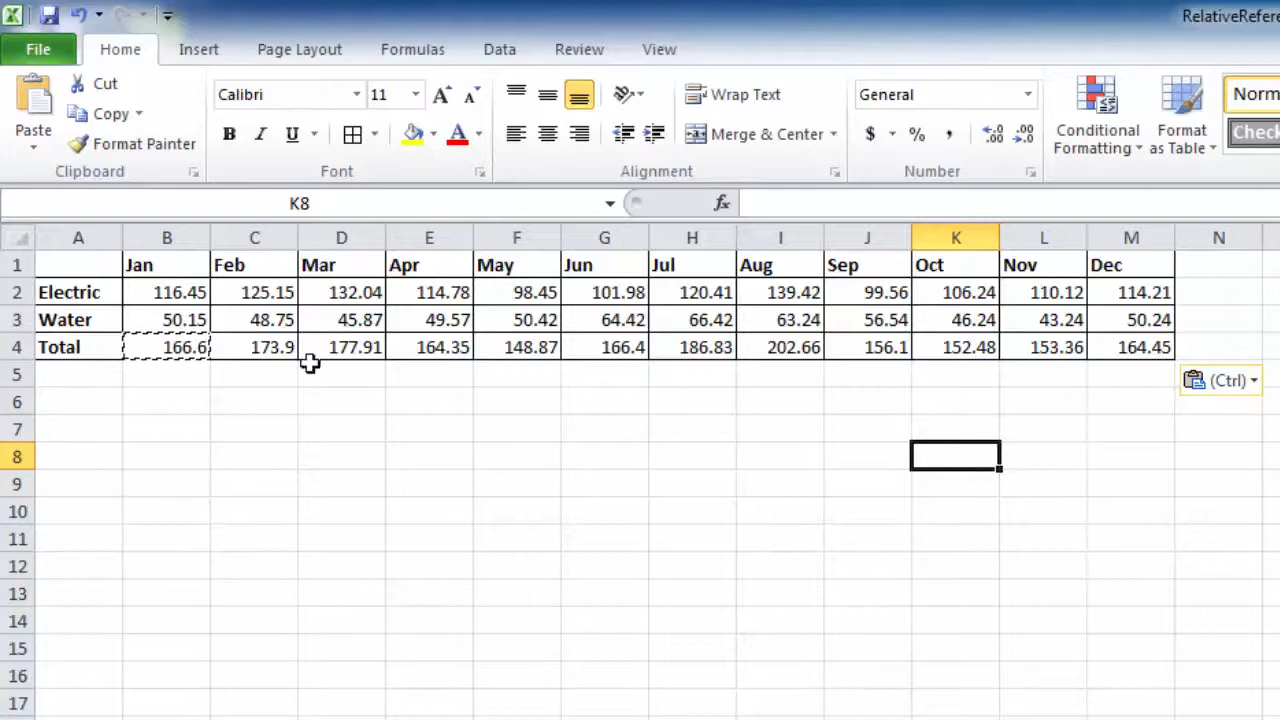 RelativeRefere
File Home Insert Page Layout Formulas Data Review View
Paste Cut Copy Format Painter Clipboard
Calibri 11 A A B I U A Font
Wrap Text Merge & Center Alignment
General $ % , .00 .0 .00 .0 Number
Conditional Formatting Format as Table Norm Check
K8 fx
A B C D E F G H I J K L M N
1 Jan Feb Mar Apr May Jun Jul Aug Sep Oct Nov Dec
2 Electric 116.45 125.15 132.04 114.78 98.45 101.98 120.41 139.42 99.56 106.24 110.12 114.21
3 Water 50.15 48.75 45.87 49.57 50.42 64.42 66.42 63.24 56.54 46.24 43.24 50.24
4 Total 166.6 173.9 177.91 164.35 148.87 166.4 186.83 202.66 156.1 152.48 153.36 164.45
5 (Ctrl)
6
7
8
9
10
11
12
13
14
15
16
17